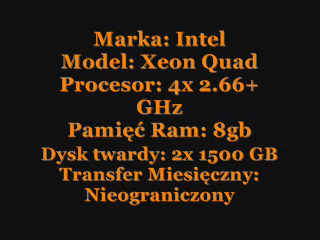 Marka: Intel
Model: Xeon Quad
Procesor: 4x 2.66+
GHz
Pamięć Ram: 8gb
Dysk twardy: 2x 1500 GB
Transfer Miesięczny:
Nieograniczony